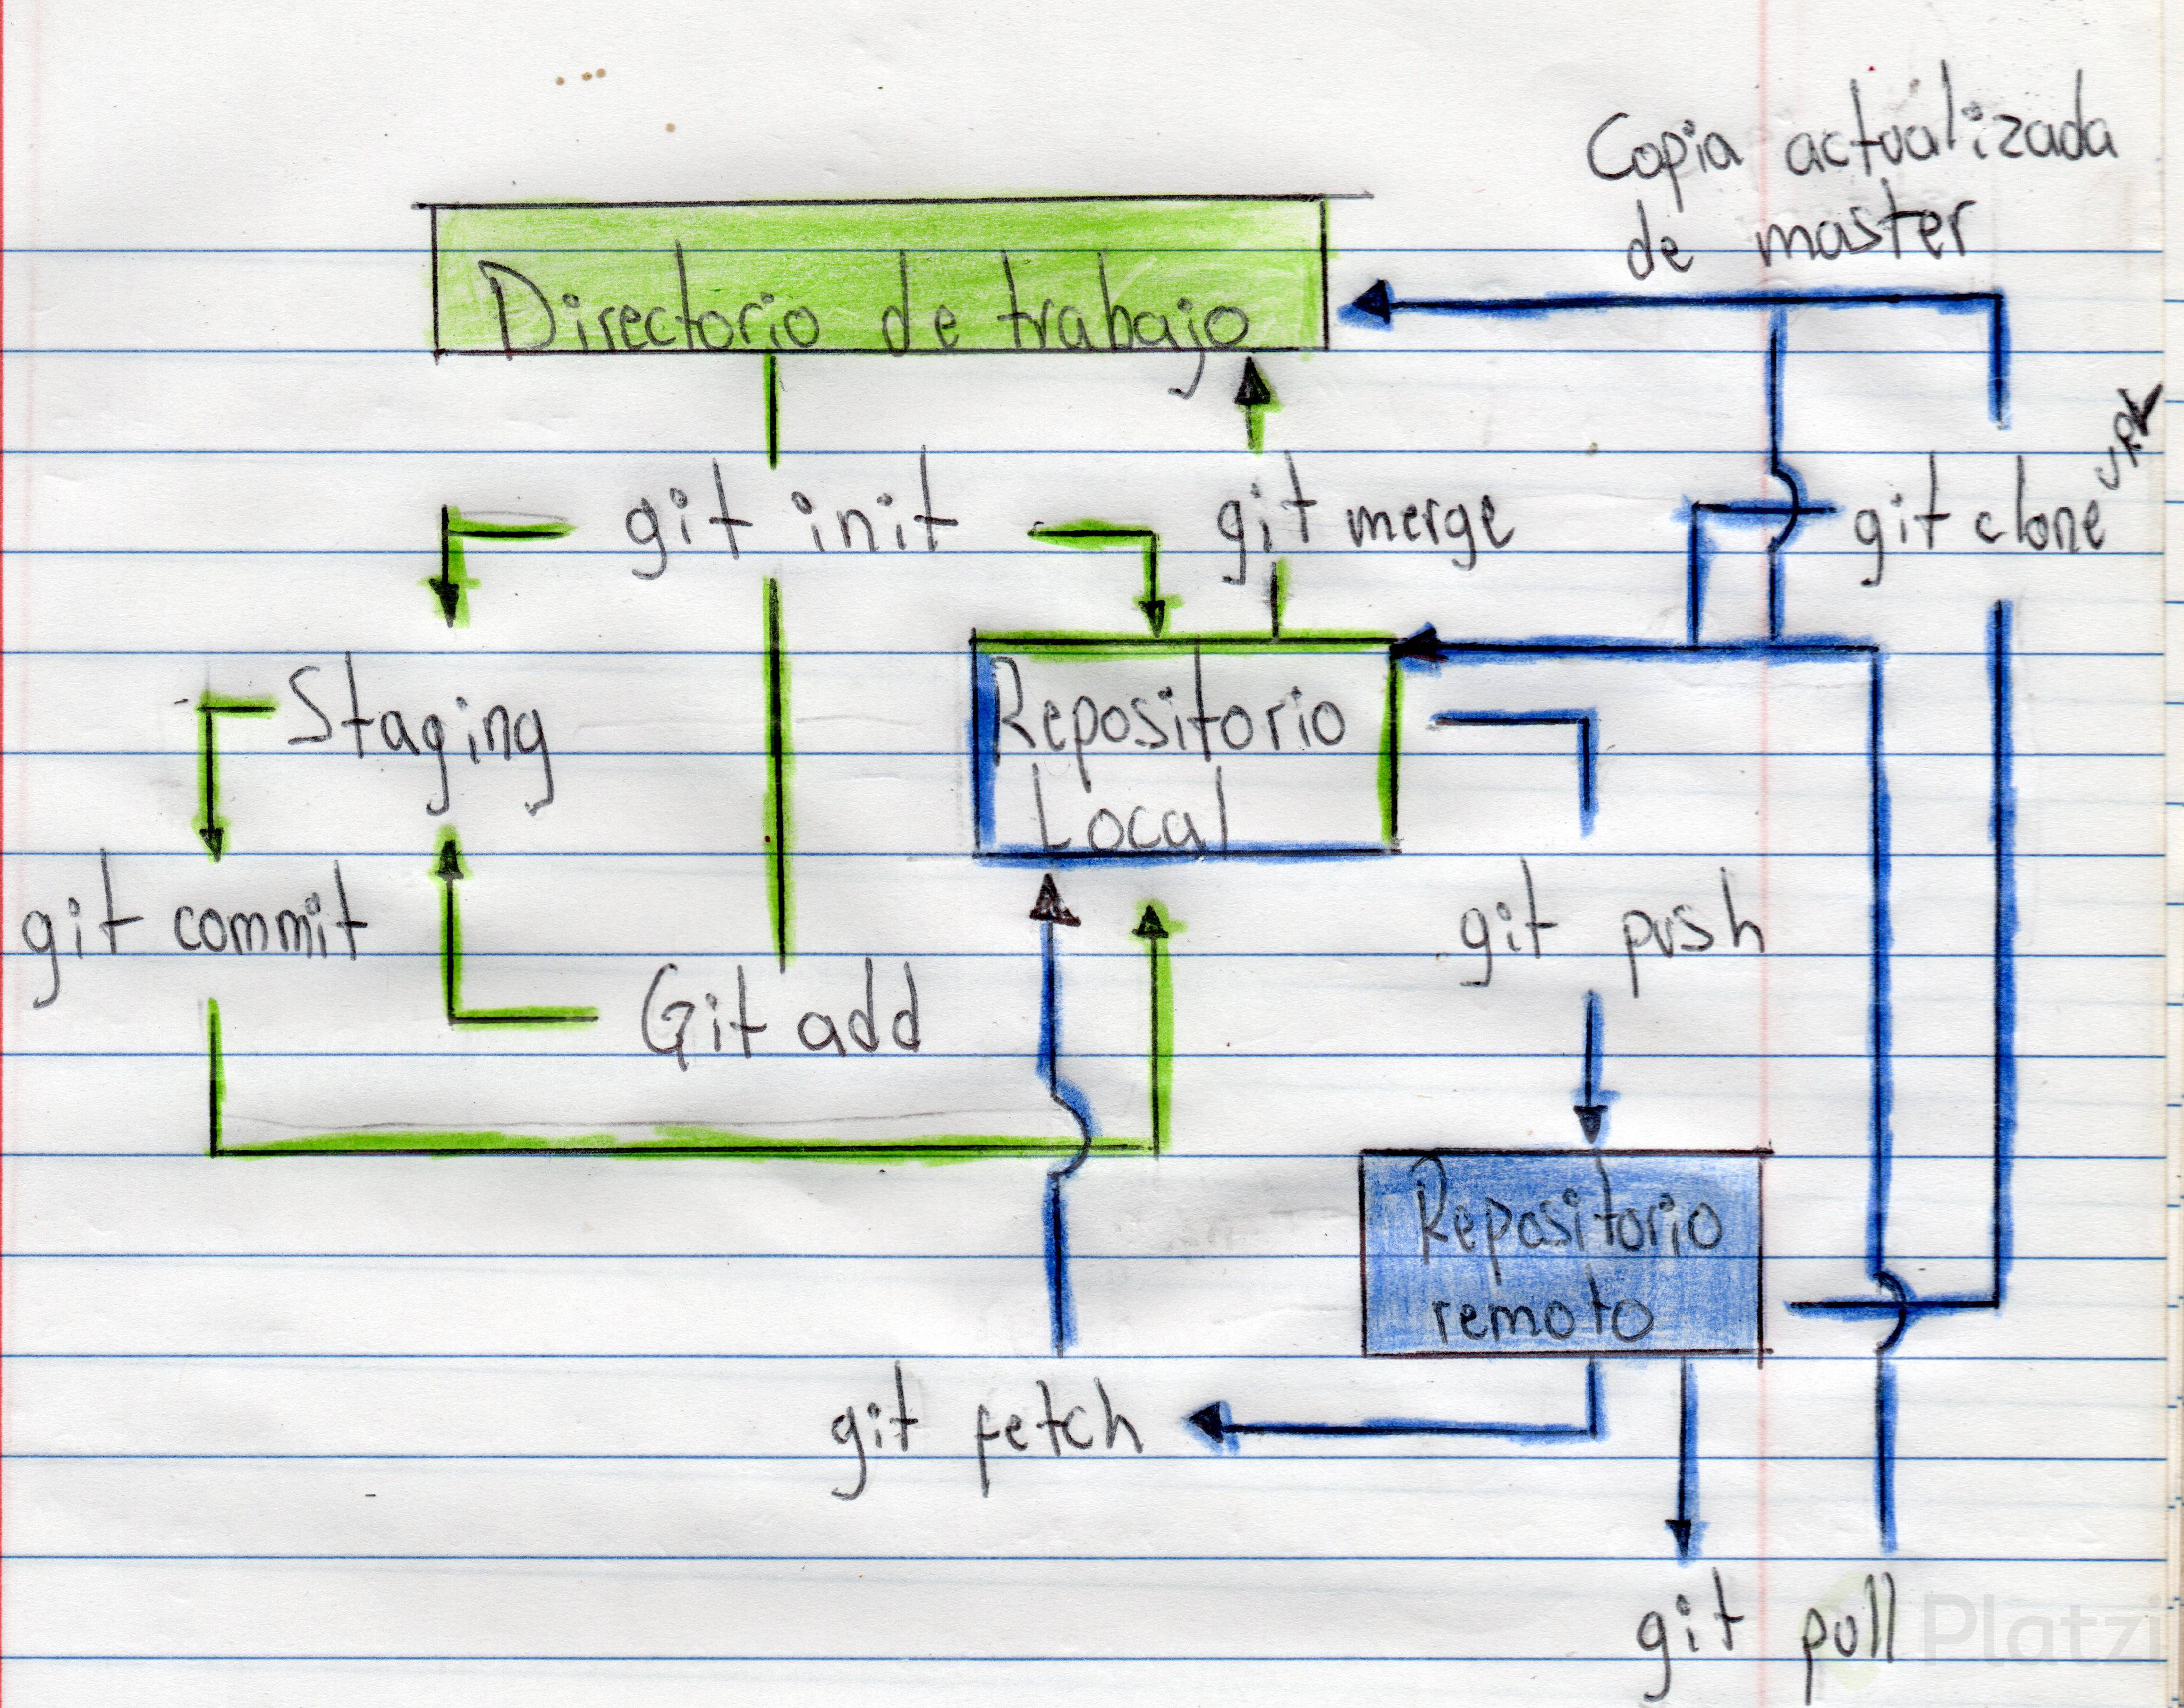 Copia actualizada
de master
Directorio de trabajo
URL
git init
git merge
git clone
Staging
Repositorio
Local
git commit
git push
Git add
Repositorio
remoto
git fetch
git pull
Platzi